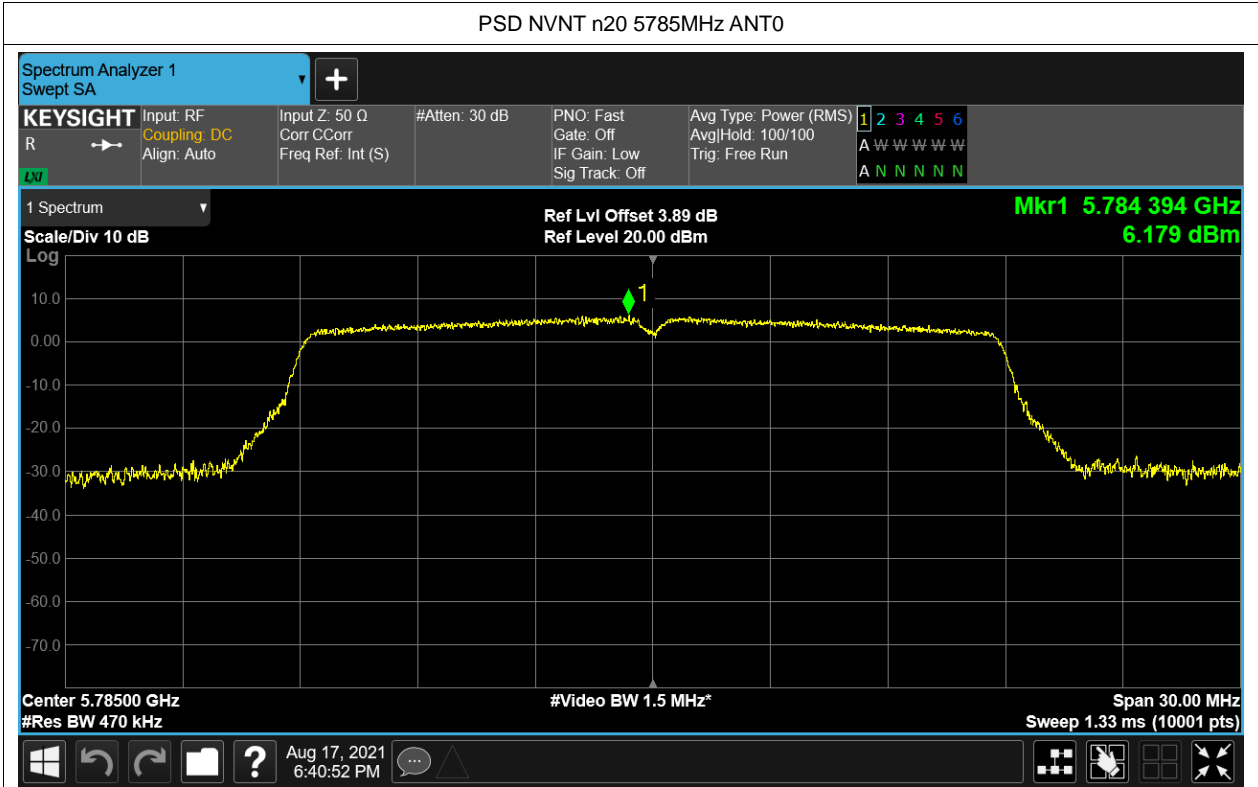 PSD NVNT n20 5785MHz ANT0
Spectrum Analyzer 1
Swept SA
KEYSIGHT
R
LXI
Input: RF
Coupling: DC
Align: Auto
Input Z: 50 Ω
Corr CCorr
Freq Ref: Int (S)
#Atten: 30 dB
PNO: Fast
Gate: Off
IF Gain: Low
Sig Track: Off
Avg Type: Power (RMS)
Avg|Hold: 100/100
Trig: Free Run
1 2 3 4 5 6
A W W W W W
A N N N N N
1 Spectrum
Scale/Div 10 dB
Ref Lvl Offset 3.89 dB
Ref Level 20.00 dBm
Mkr1 5.784 394 GHz
6.179 dBm
Log
10.0
0.00
-10.0
-20.0
-30.0
-40.0
-50.0
-60.0
-70.0
1
Center 5.78500 GHz
#Res BW 470 kHz
#Video BW 1.5 MHz*
Span 30.00 MHz
Sweep 1.33 ms (10001 pts)
?
Aug 17, 2021
6:40:52 PM